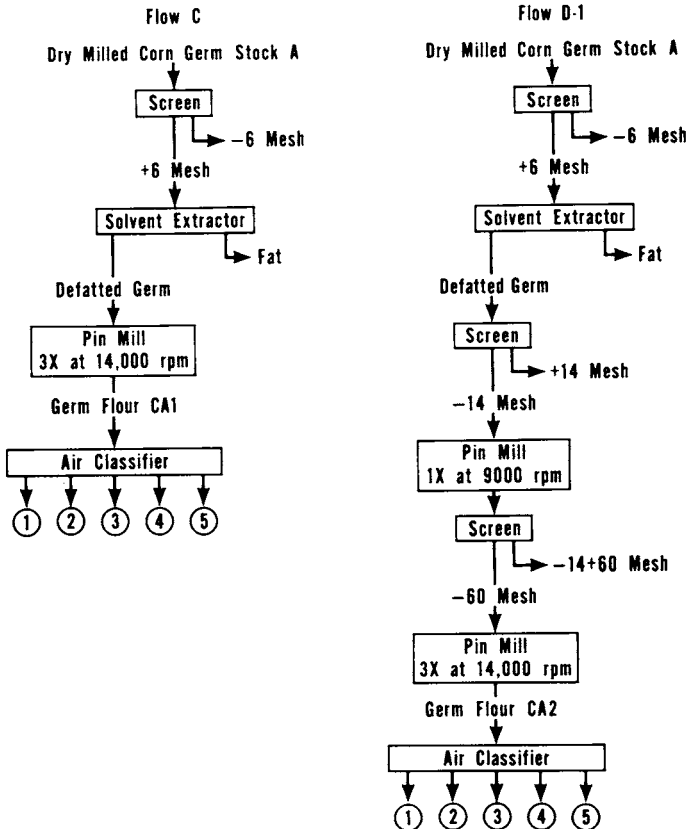 Flow C
Dry Milled Corn Germ Stock A
Screen
−6 Mesh
+6 Mesh
Solvent Extractor
Fat
Defatted Germ
Pin Mill
3X at 14,000 rpm
Germ Flour CA1
Air Classifier
1 2 3 4 5
Flow D-1
Dry Milled Corn Germ Stock A
Screen
−6 Mesh
+6 Mesh
Solvent Extractor
Fat
Defatted Germ
Screen
+14 Mesh
−14 Mesh
Pin Mill
1X at 9000 rpm
Screen
−14+60 Mesh
−60 Mesh
Pin Mill
3X at 14,000 rpm
Germ Flour CA2
Air Classifier
1 2 3 4 5